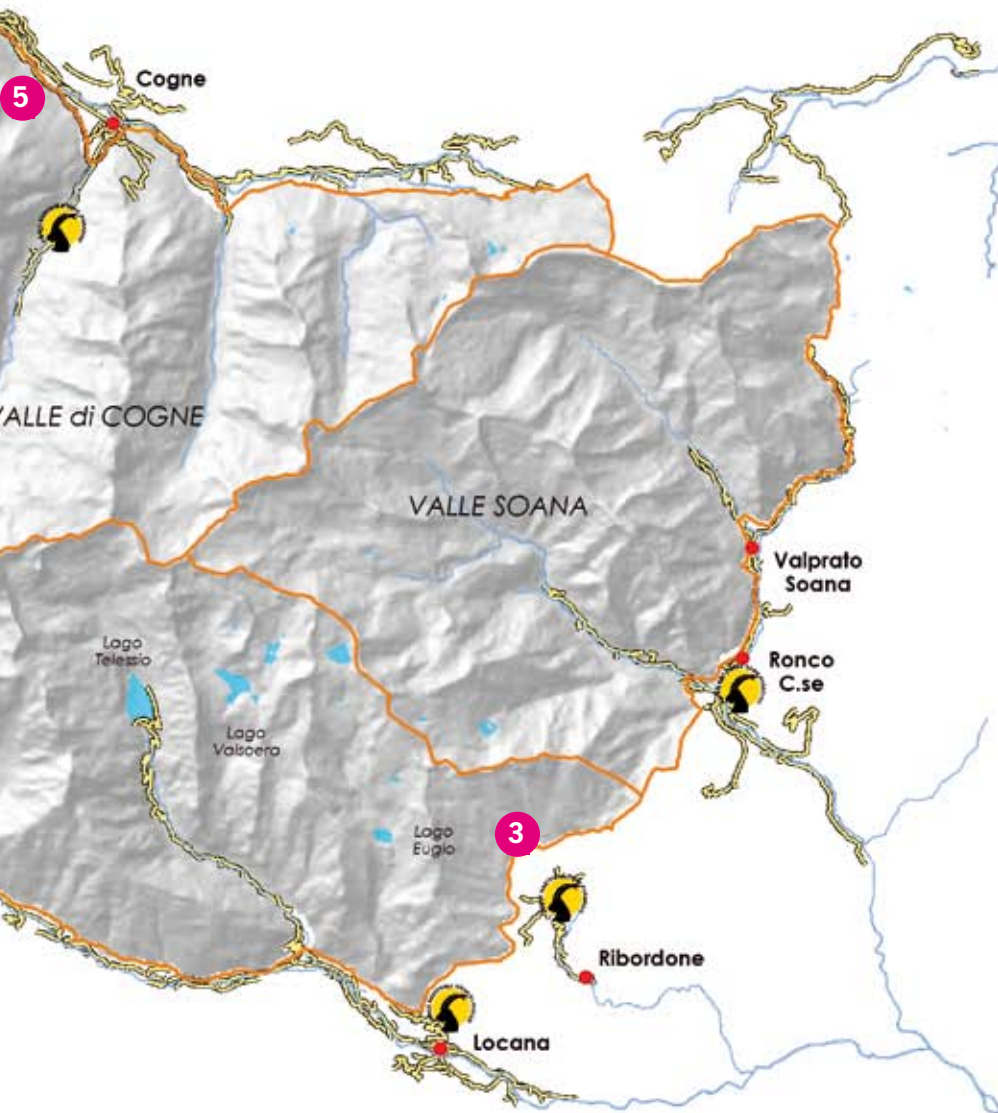 Cogne
5
VALLE di COGNE
VALLE SOANA
Valprato
Soana
Lago
Telessio
Ronco
C.se
Lago
Valsoera
3
Lago
Eugio
Ribordone
Locana